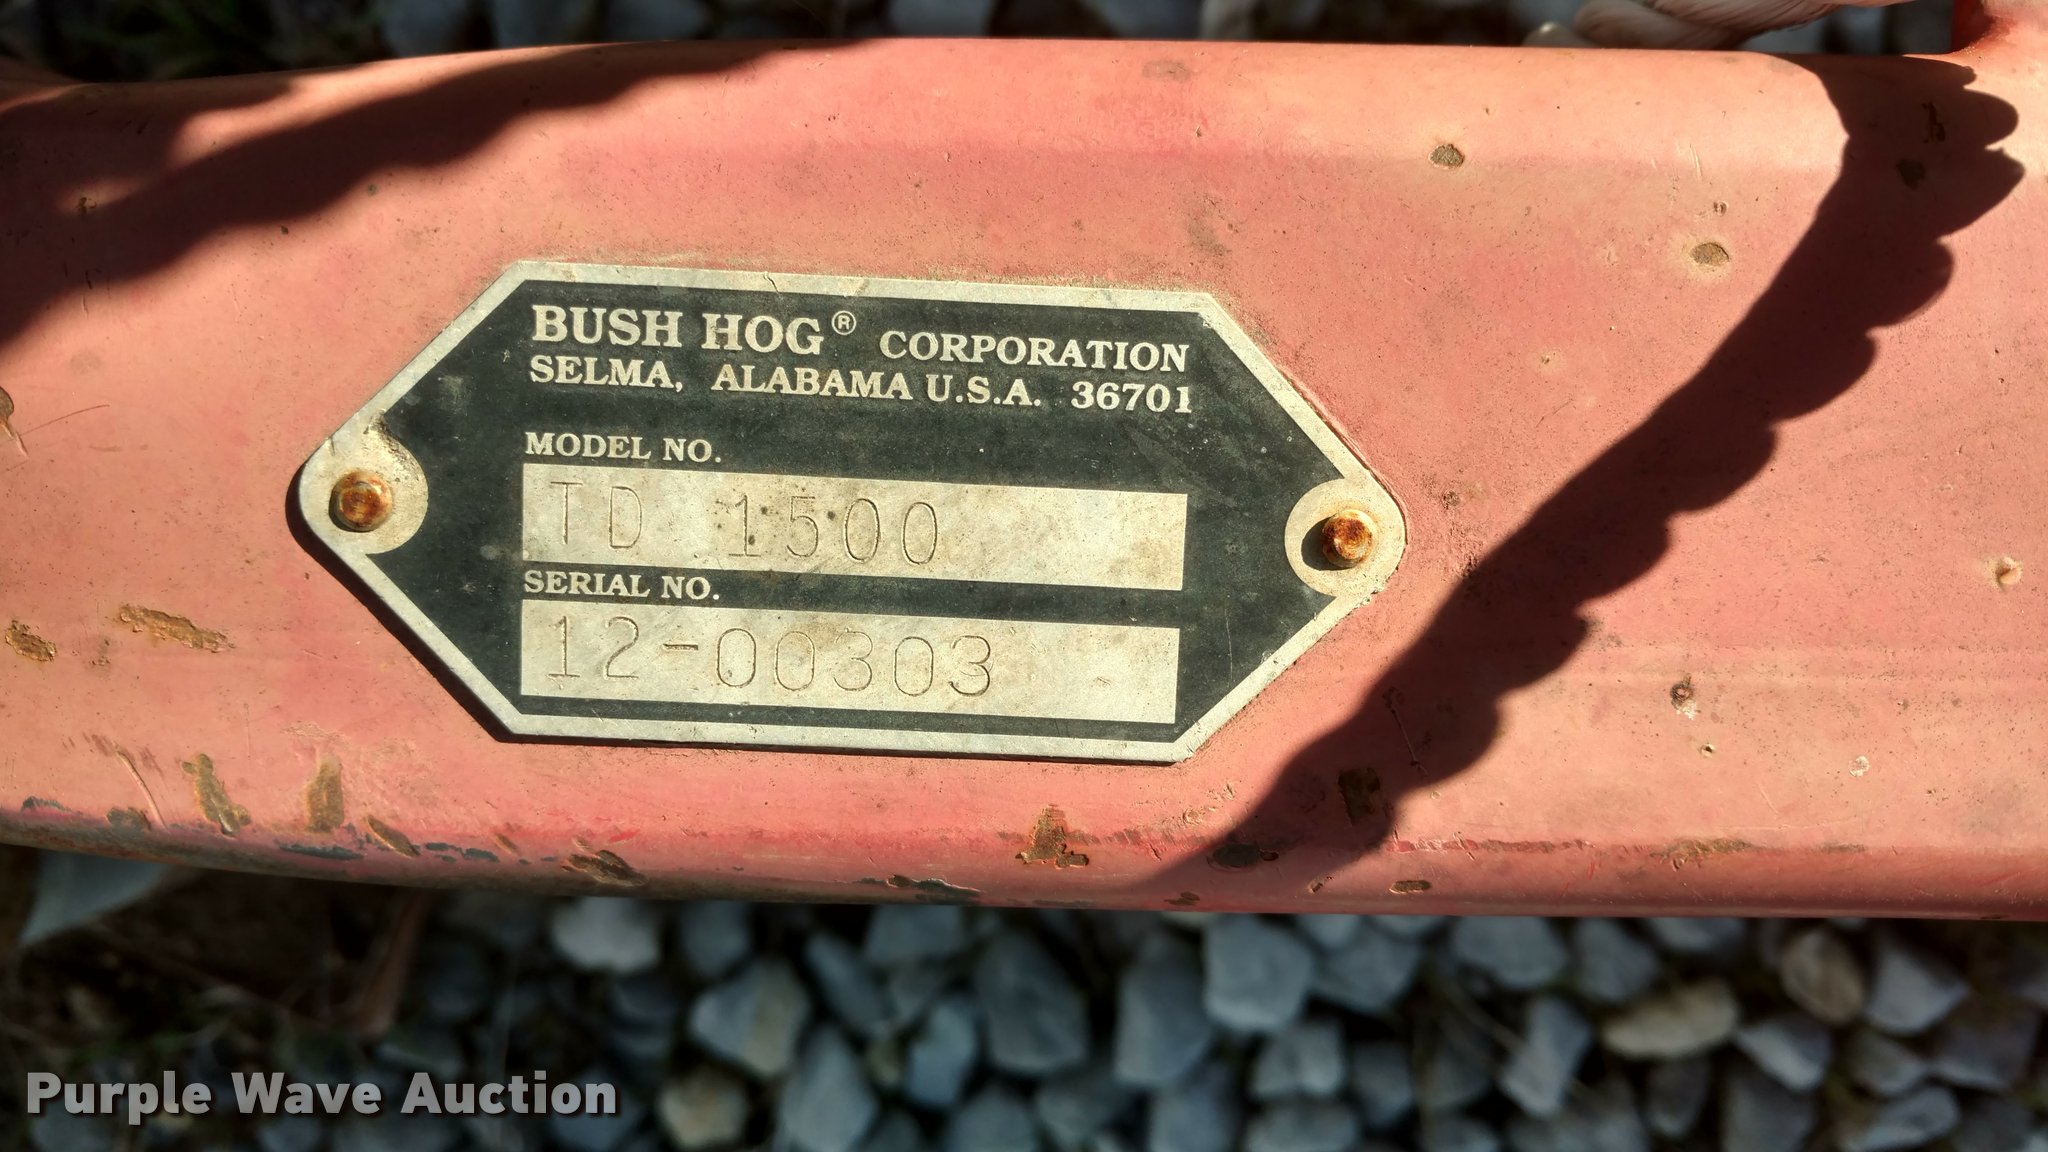 BUSH HOG® CORPORATION
SELMA, ALABAMA U.S.A. 36701
MODEL NO.
TD 1500
SERIAL NO.
12-00303
Purple Wave Auction